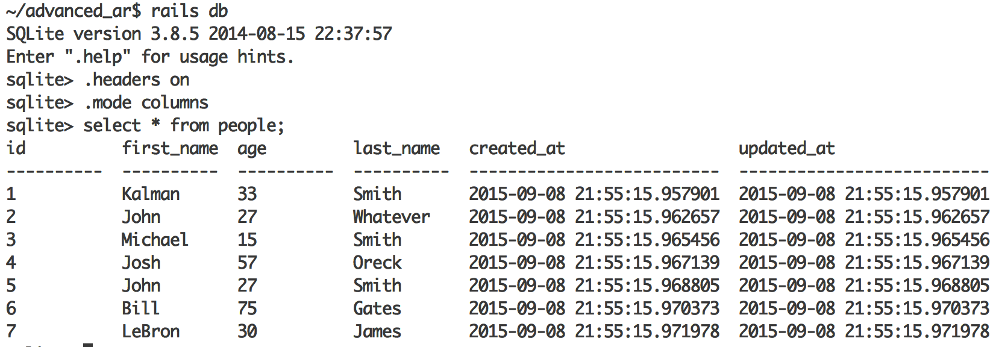 ~/advanced_ar$ rails db
SQLite version 3.8.5 2014-08-15 22:37:57
Enter ".help" for usage hints.
sqlite> .headers on
sqlite> .mode columns
sqlite> select * from people;
id          first_name  age         last_name   created_at                  updated_at
----------  ----------  ----------  ----------  --------------------------  --------------------------
1           Kalman      33          Smith       2015-09-08 21:55:15.957901  2015-09-08 21:55:15.957901
2           John        27          Whatever    2015-09-08 21:55:15.962657  2015-09-08 21:55:15.962657
3           Michael     15          Smith       2015-09-08 21:55:15.965456  2015-09-08 21:55:15.965456
4           Josh        57          Oreck       2015-09-08 21:55:15.967139  2015-09-08 21:55:15.967139
5           John        27          Smith       2015-09-08 21:55:15.968805  2015-09-08 21:55:15.968805
6           Bill        75          Gates       2015-09-08 21:55:15.970373  2015-09-08 21:55:15.970373
7           LeBron      30          James       2015-09-08 21:55:15.971978  2015-09-08 21:55:15.971978